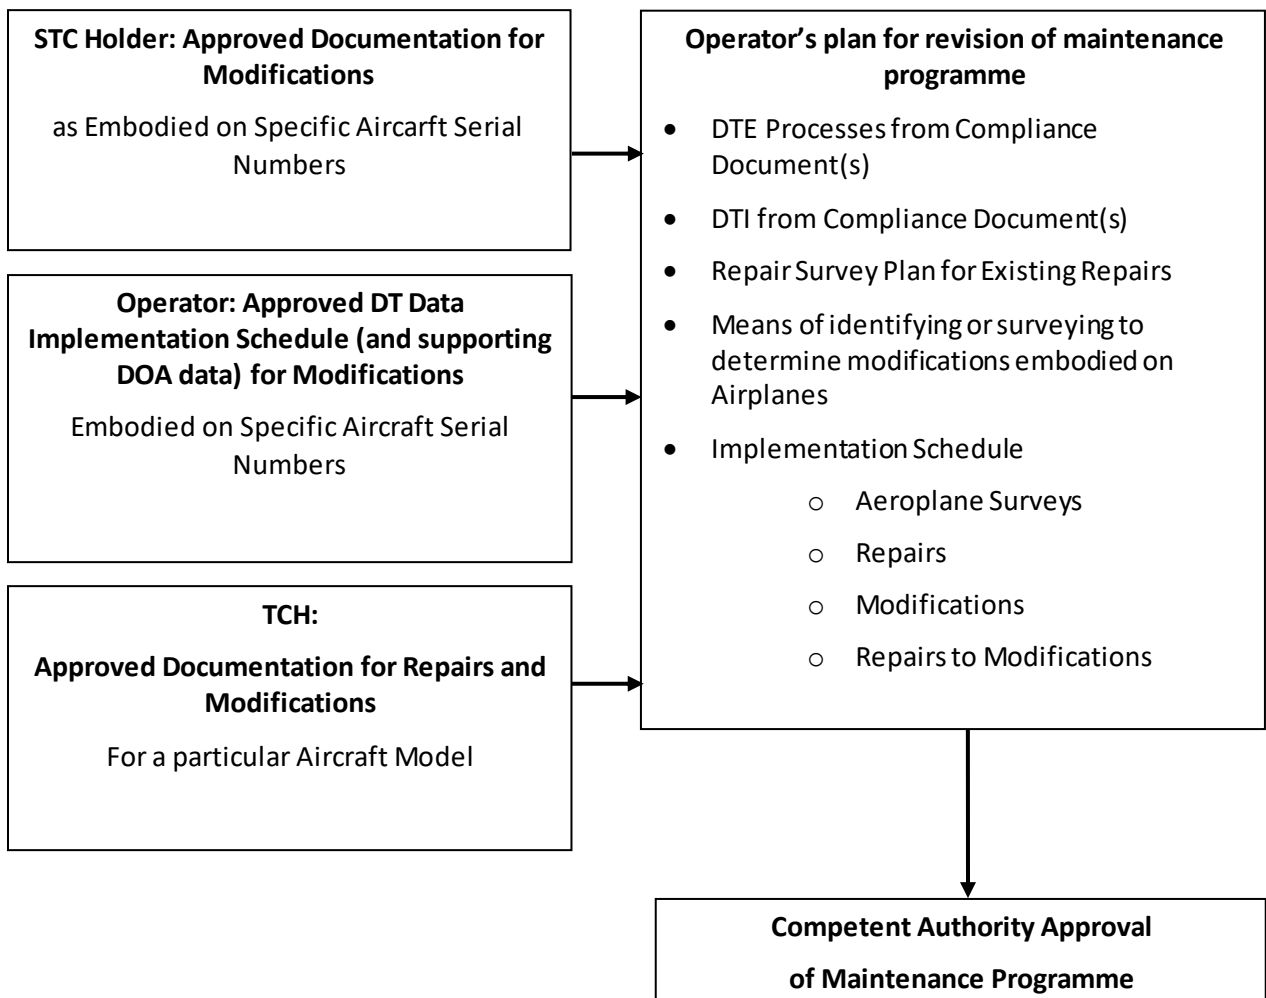 STC Holder: Approved Documentation for
Modifications
as Embodied on Specific Aircarft Serial
Numbers
Operator: Approved DT Data
Implementation Schedule (and supporting
DOA data) for Modifications
Embodied on Specific Aircraft Serial
Numbers
TCH:
Approved Documentation for Repairs and
Modifications
For a particular Aircraft Model
Operator’s plan for revision of maintenance
programme
• DTE Processes from Compliance
Document(s)
• DTI from Compliance Document(s)
• Repair Survey Plan for Existing Repairs
• Means of identifying or surveying to
determine modifications embodied on
Airplanes
• Implementation Schedule
o Aeroplane Surveys
o Repairs
o Modifications
o Repairs to Modifications
Competent Authority Approval
of Maintenance Programme